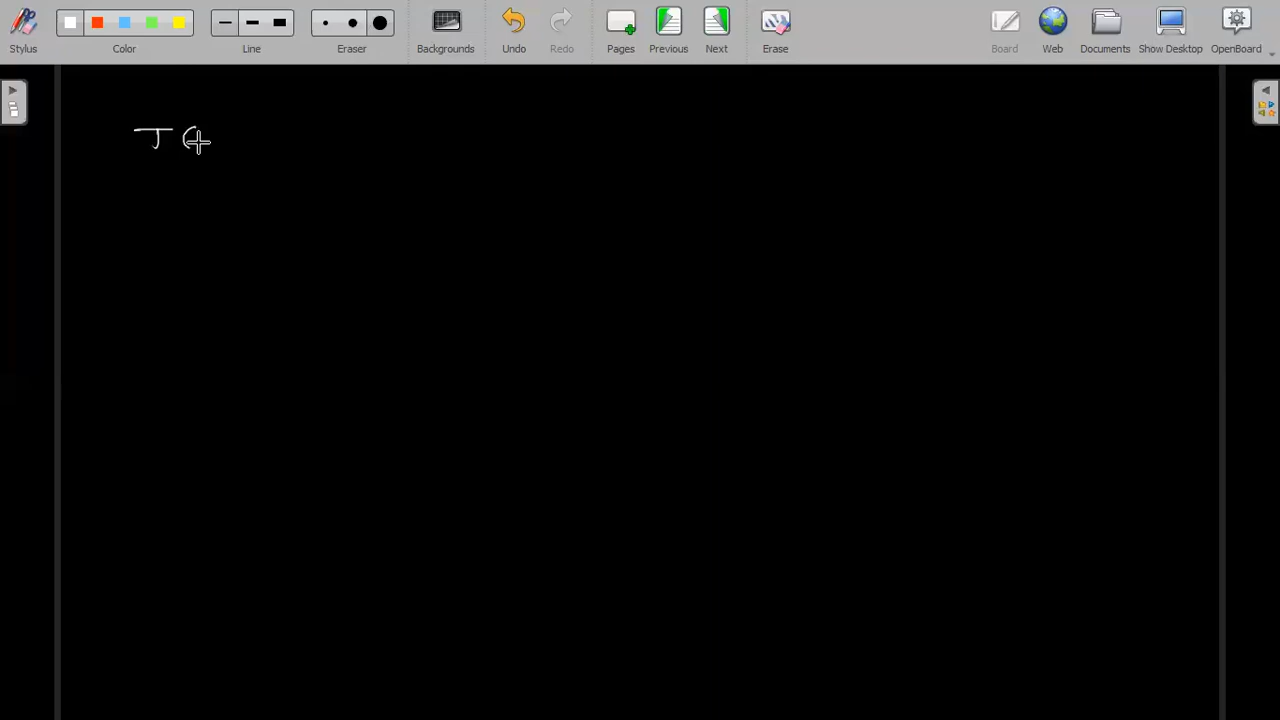 Stylus
Color
Line
Eraser
Backgrounds
Undo
Redo
Pages
Previous
Next
Erase
Board
Web
Documents
Show Desktop
OpenBoard
J